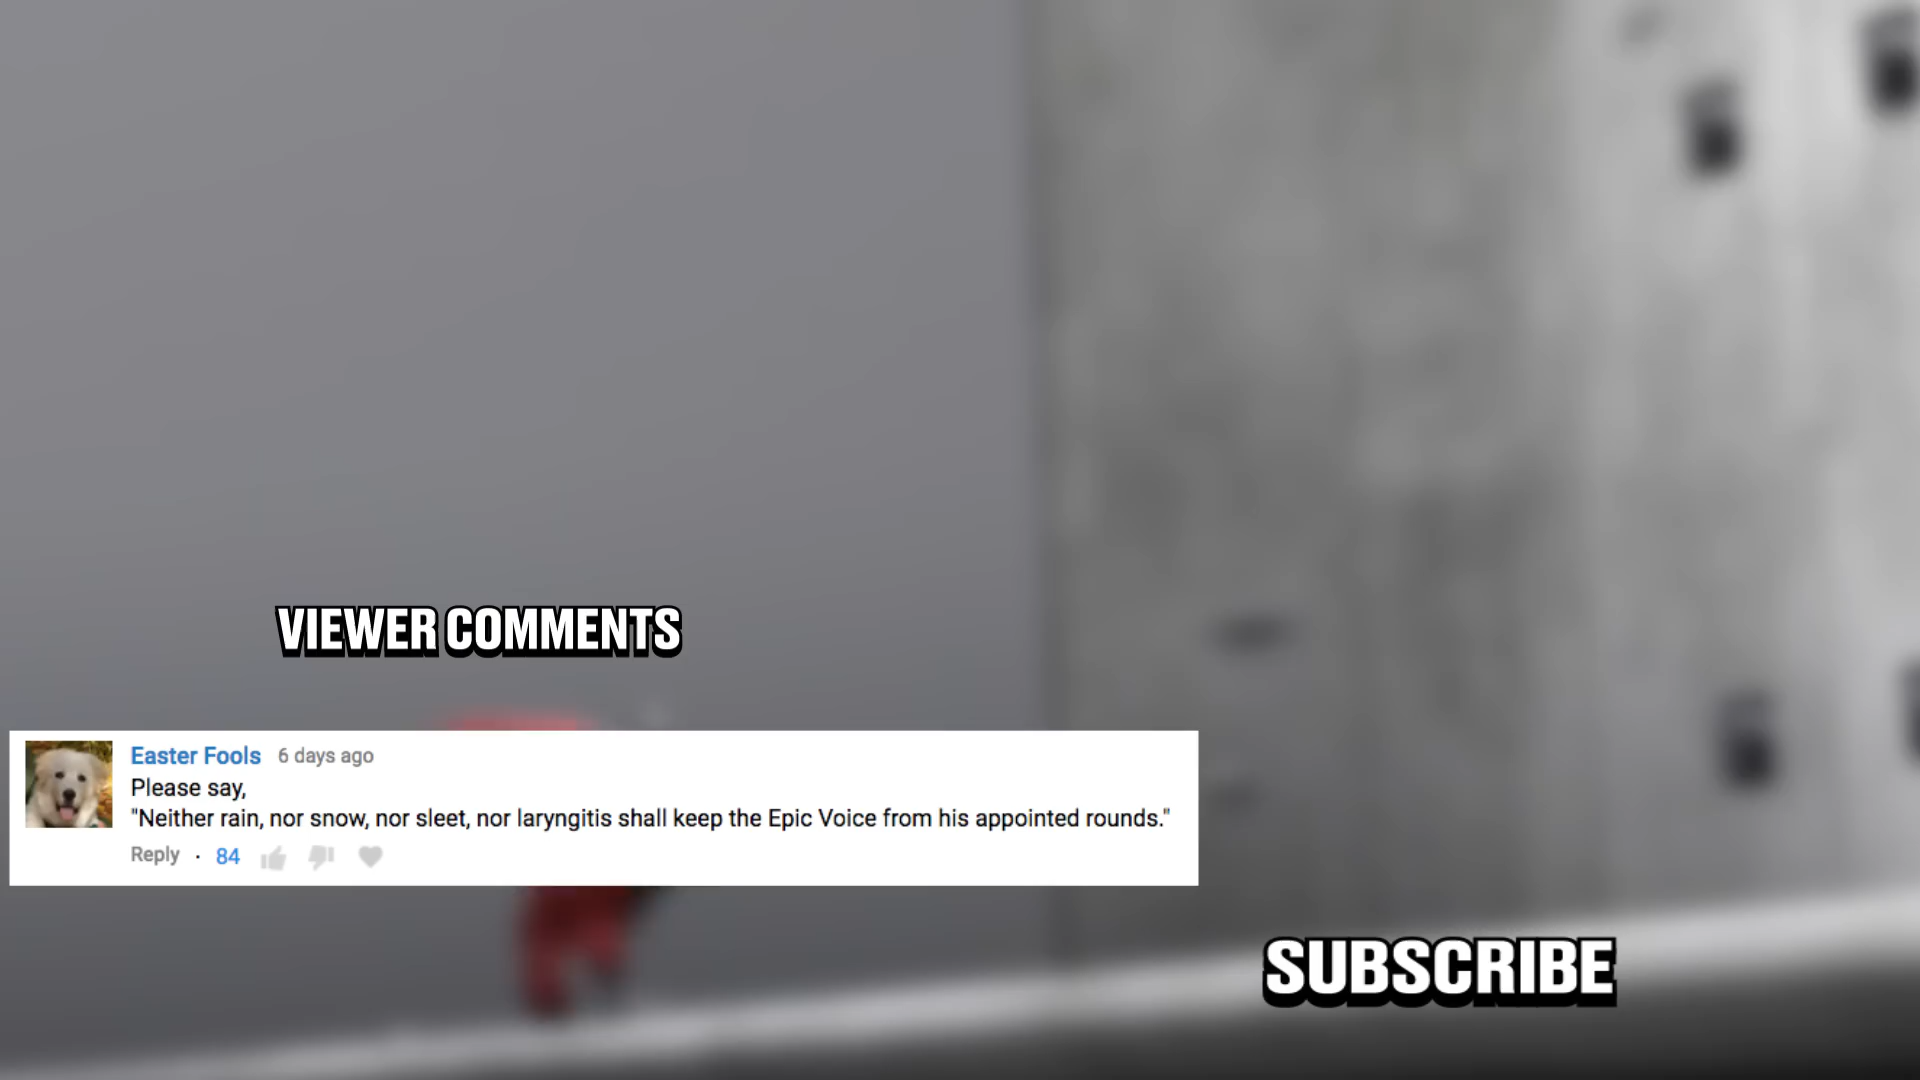 VIEWER COMMENTS
Easter Fools 6 days ago
Please say,
"Neither rain, nor snow, nor sleet, nor laryngitis shall keep the Epic Voice from his appointed rounds."
Reply · 84
SUBSCRIBE